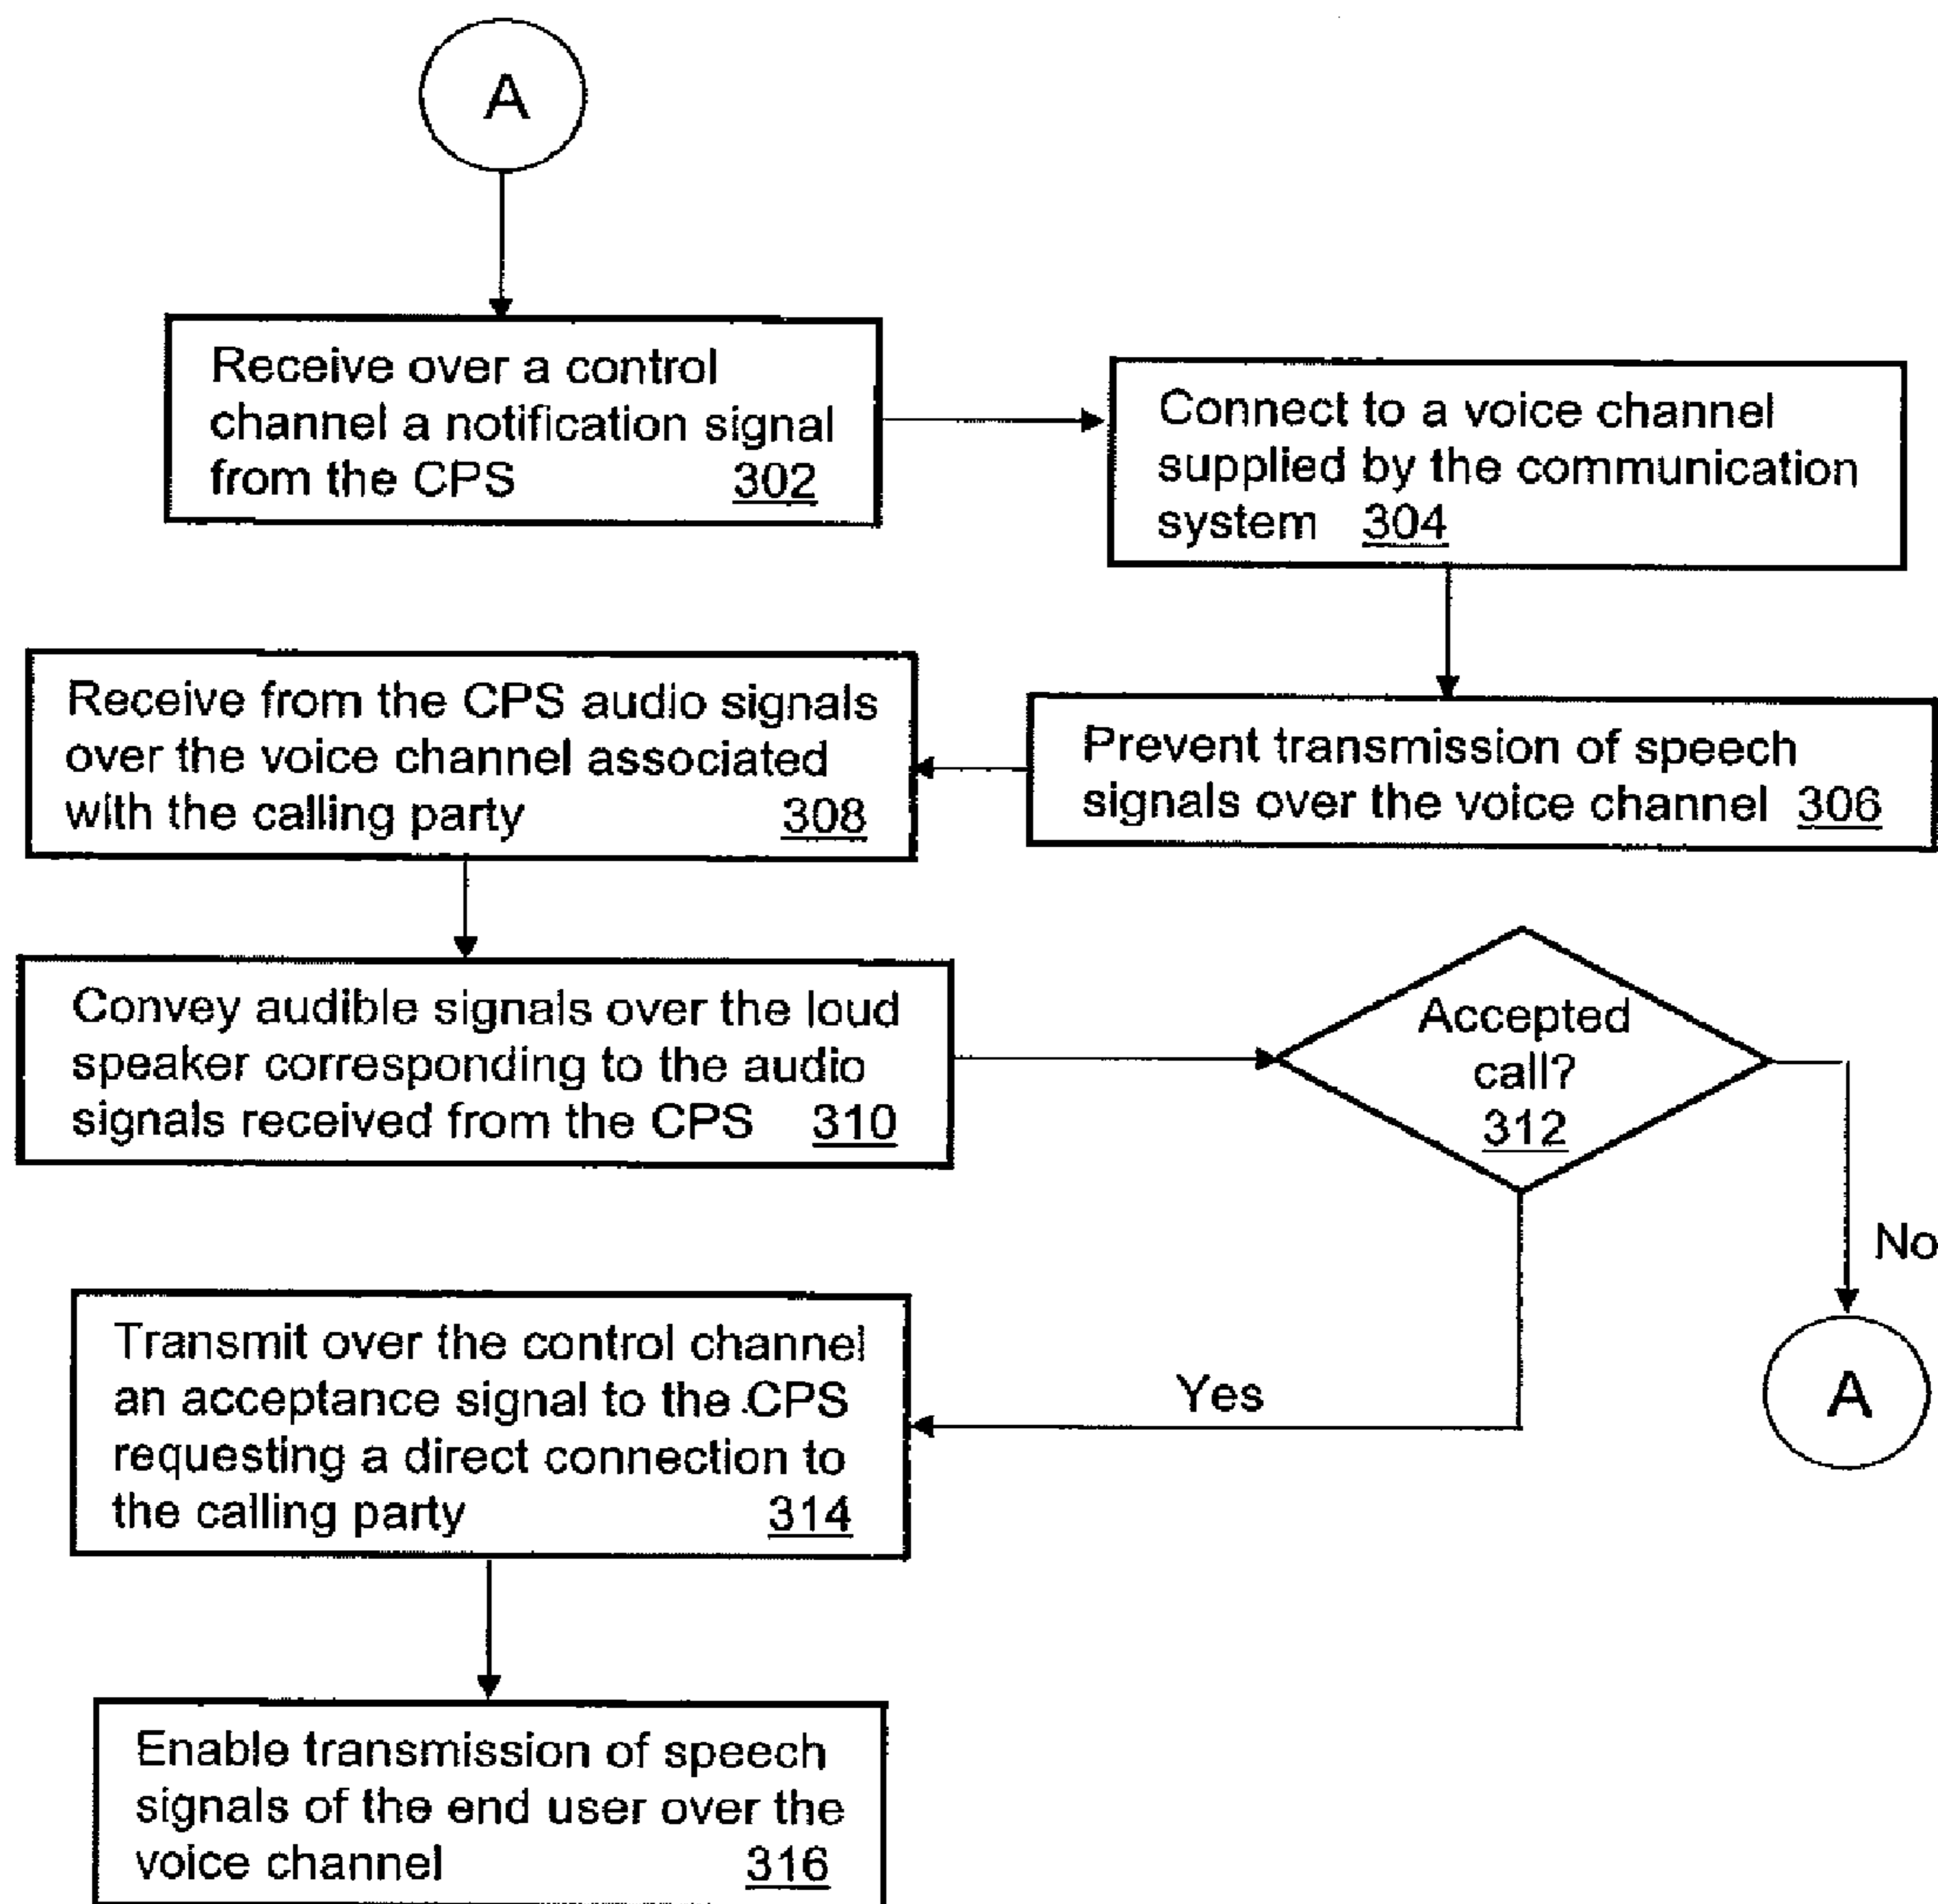 A
Receive over a control
channel a notification signal
from the CPS 302
Connect to a voice channel
supplied by the communication
system 304
Prevent transmission of speech
signals over the voice channel 306
Receive from the CPS audio signals
over the voice channel associated
with the calling party 308
Convey audible signals over the loud
speaker corresponding to the audio
signals received from the CPS 310
Accepted
call?
312
No
A
Yes
Transmit over the control channel
an acceptance signal to the CPS
requesting a direct connection to
the calling party 314
Enable transmission of speech
signals of the end user over the
voice channel 316